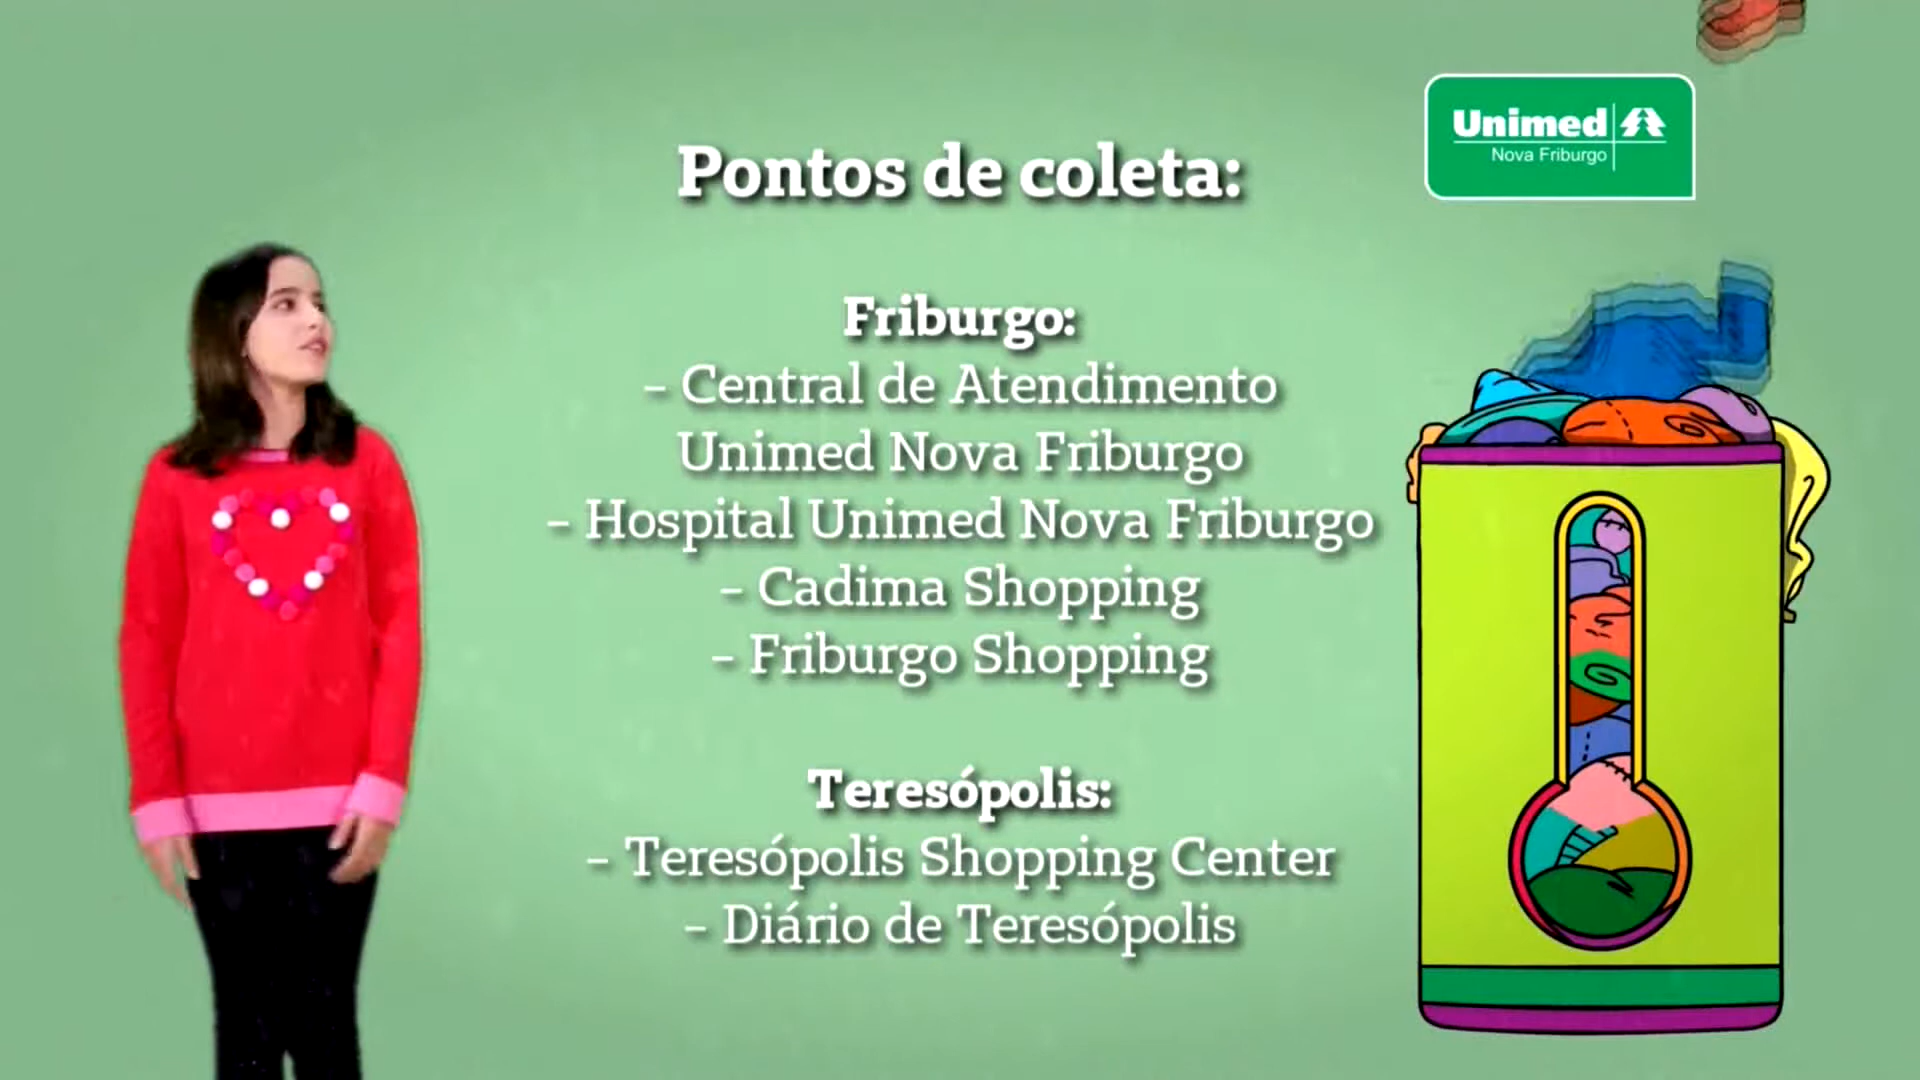 Unimed
Nova Friburgo
Pontos de coleta:
Friburgo:
- Central de Atendimento
Unimed Nova Friburgo
- Hospital Unimed Nova Friburgo
- Cadima Shopping
- Friburgo Shopping
Teresópolis:
- Teresópolis Shopping Center
- Diário de Teresópolis